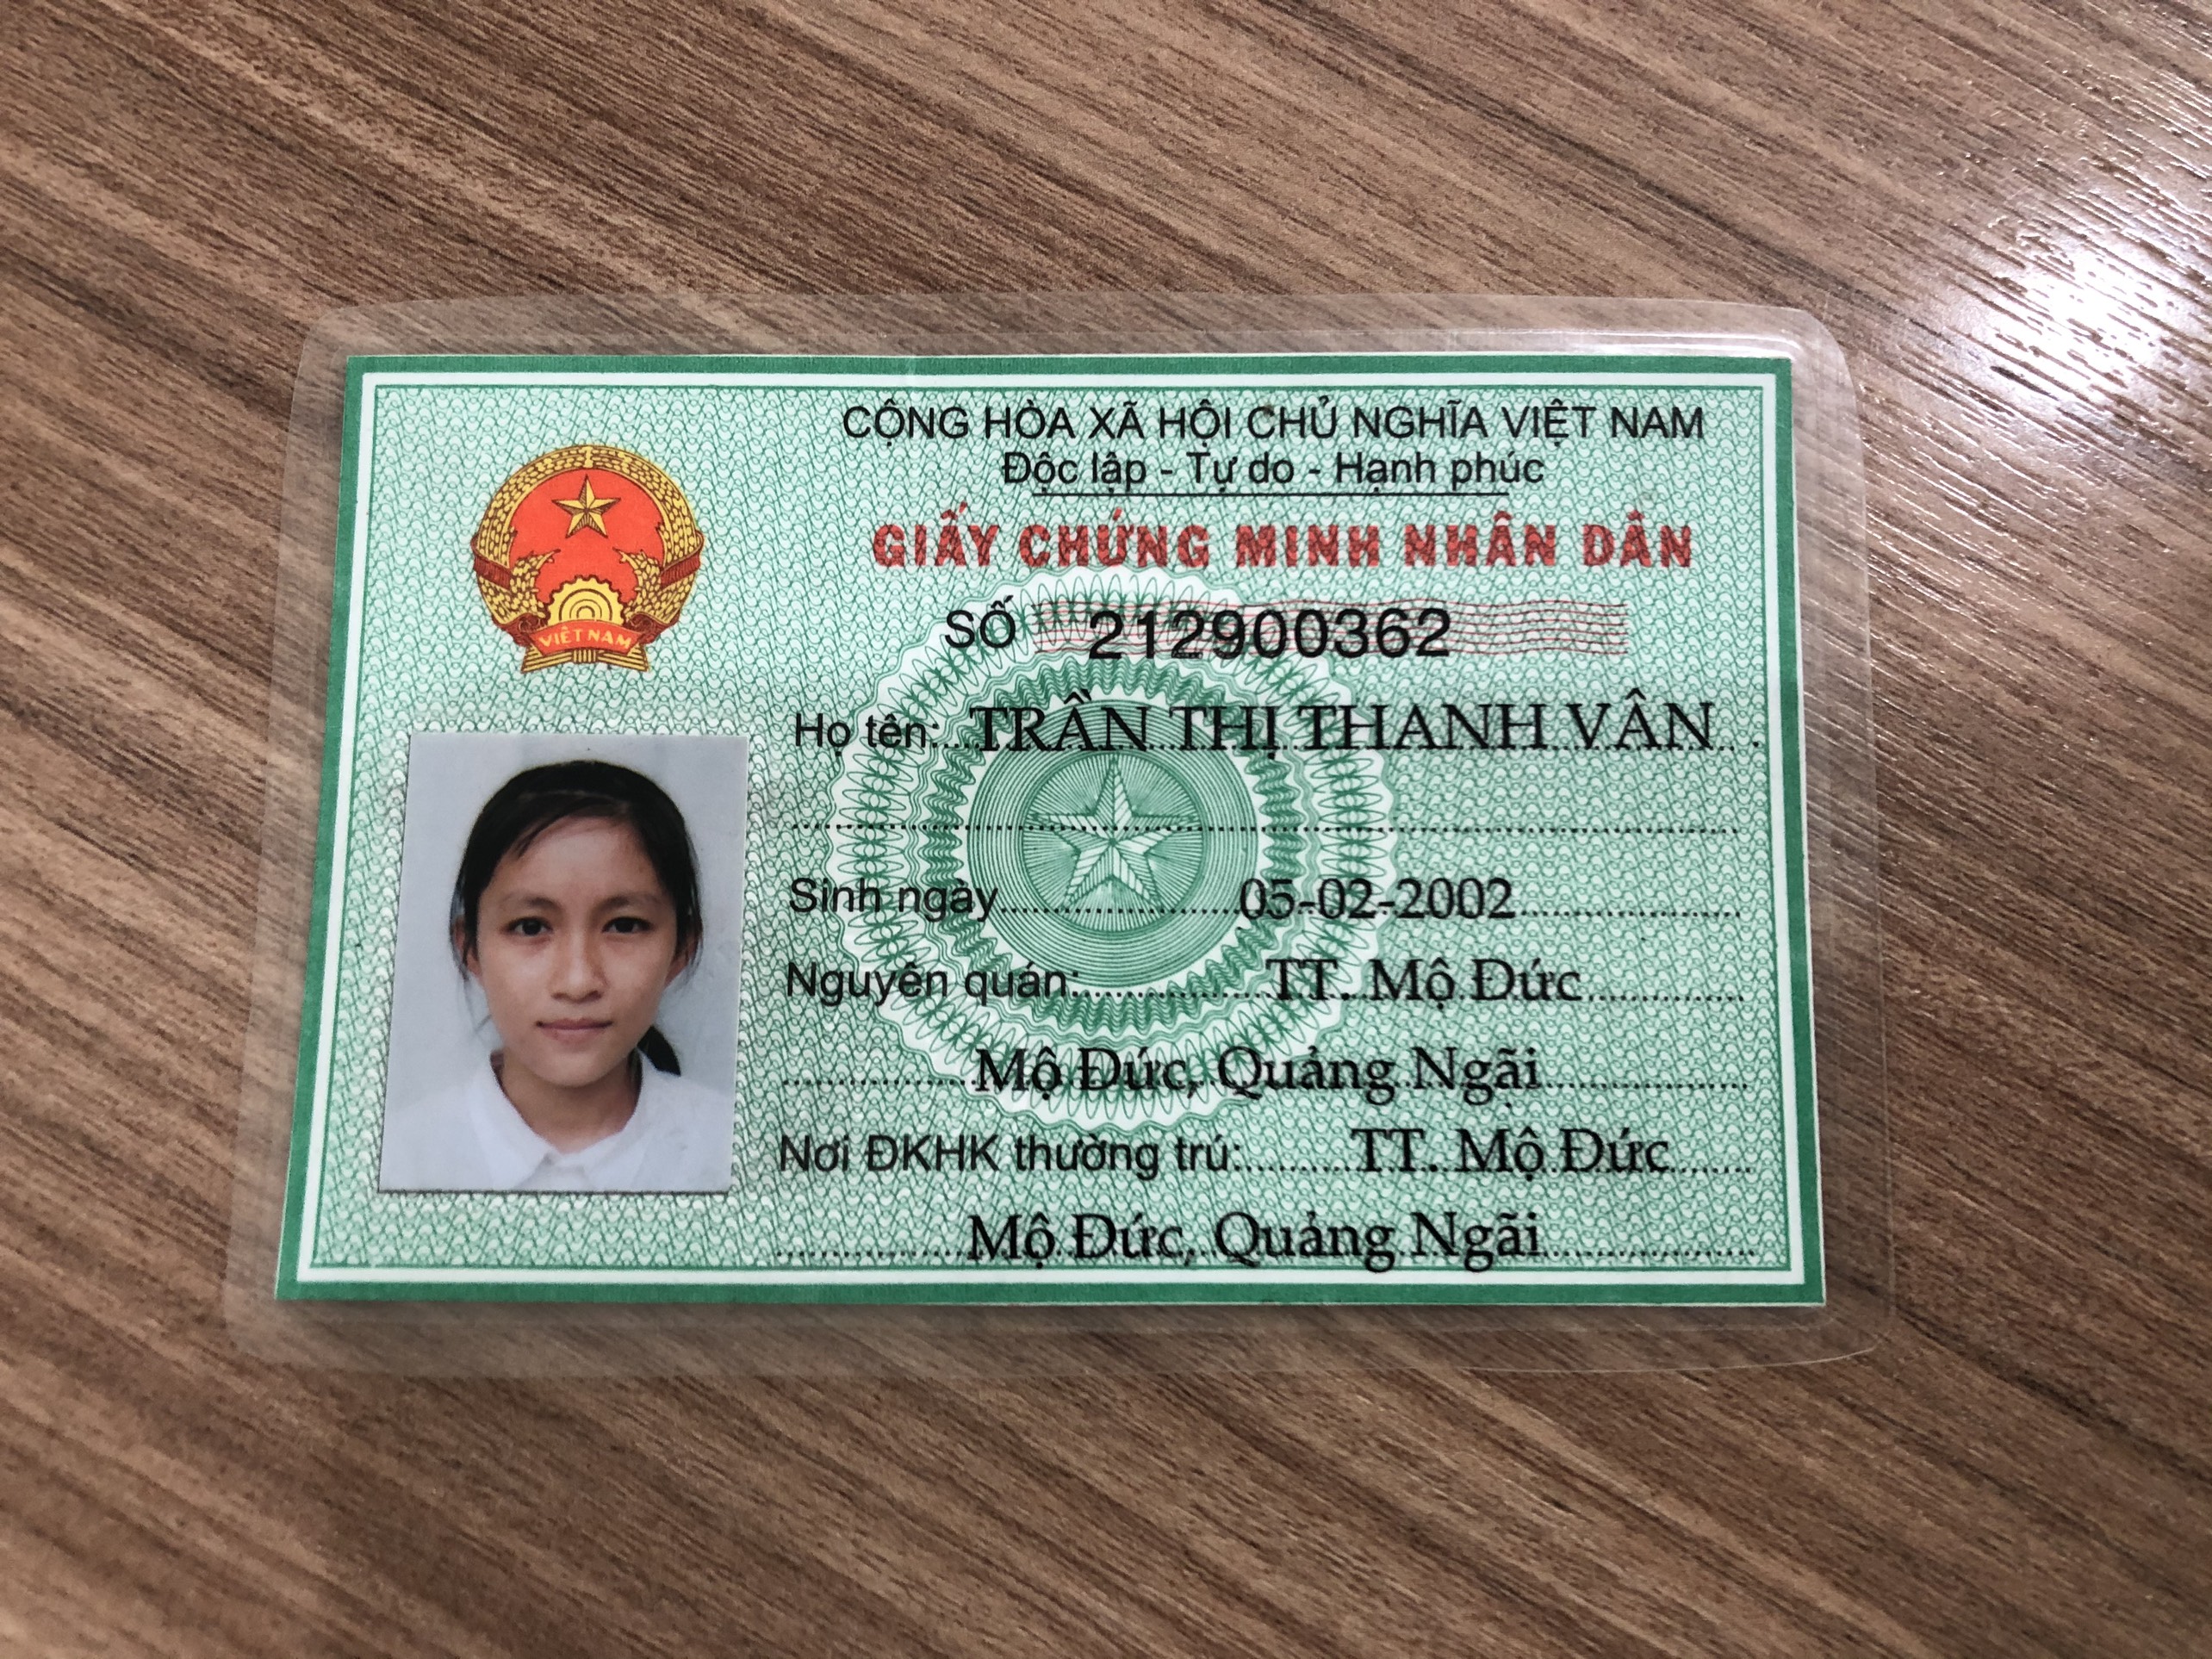 CỘNG HÒA XÃ HỘI CHỦ NGHĨA VIỆT NAM
Độc lập - Tự do - Hạnh phúc
GIẤY CHỨNG MINH NHÂN DÂN
VIỆT NAM
SỐ 212900362
Họ tên: TRẦN THỊ THANH VÂN
Sinh ngày 05-02-2002
Nguyên quán: TT. Mộ Đức
Mộ Đức, Quảng Ngãi
Nơi ĐKHK thường trú: TT. Mộ Đức
Mộ Đức, Quảng Ngãi